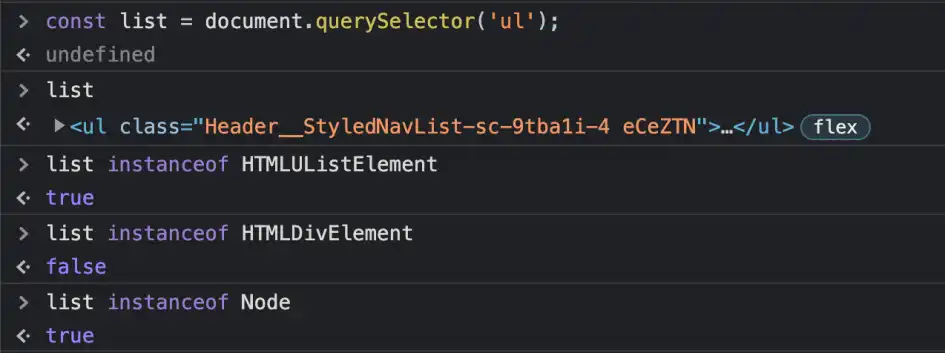 const list = document.querySelector('ul');
undefined
list
<ul class="Header__StyledNavList-sc-9tba1i-4 eCeZTN">…</ul> flex
list instanceof HTMLUListElement
true
list instanceof HTMLDivElement
false
list instanceof Node
true